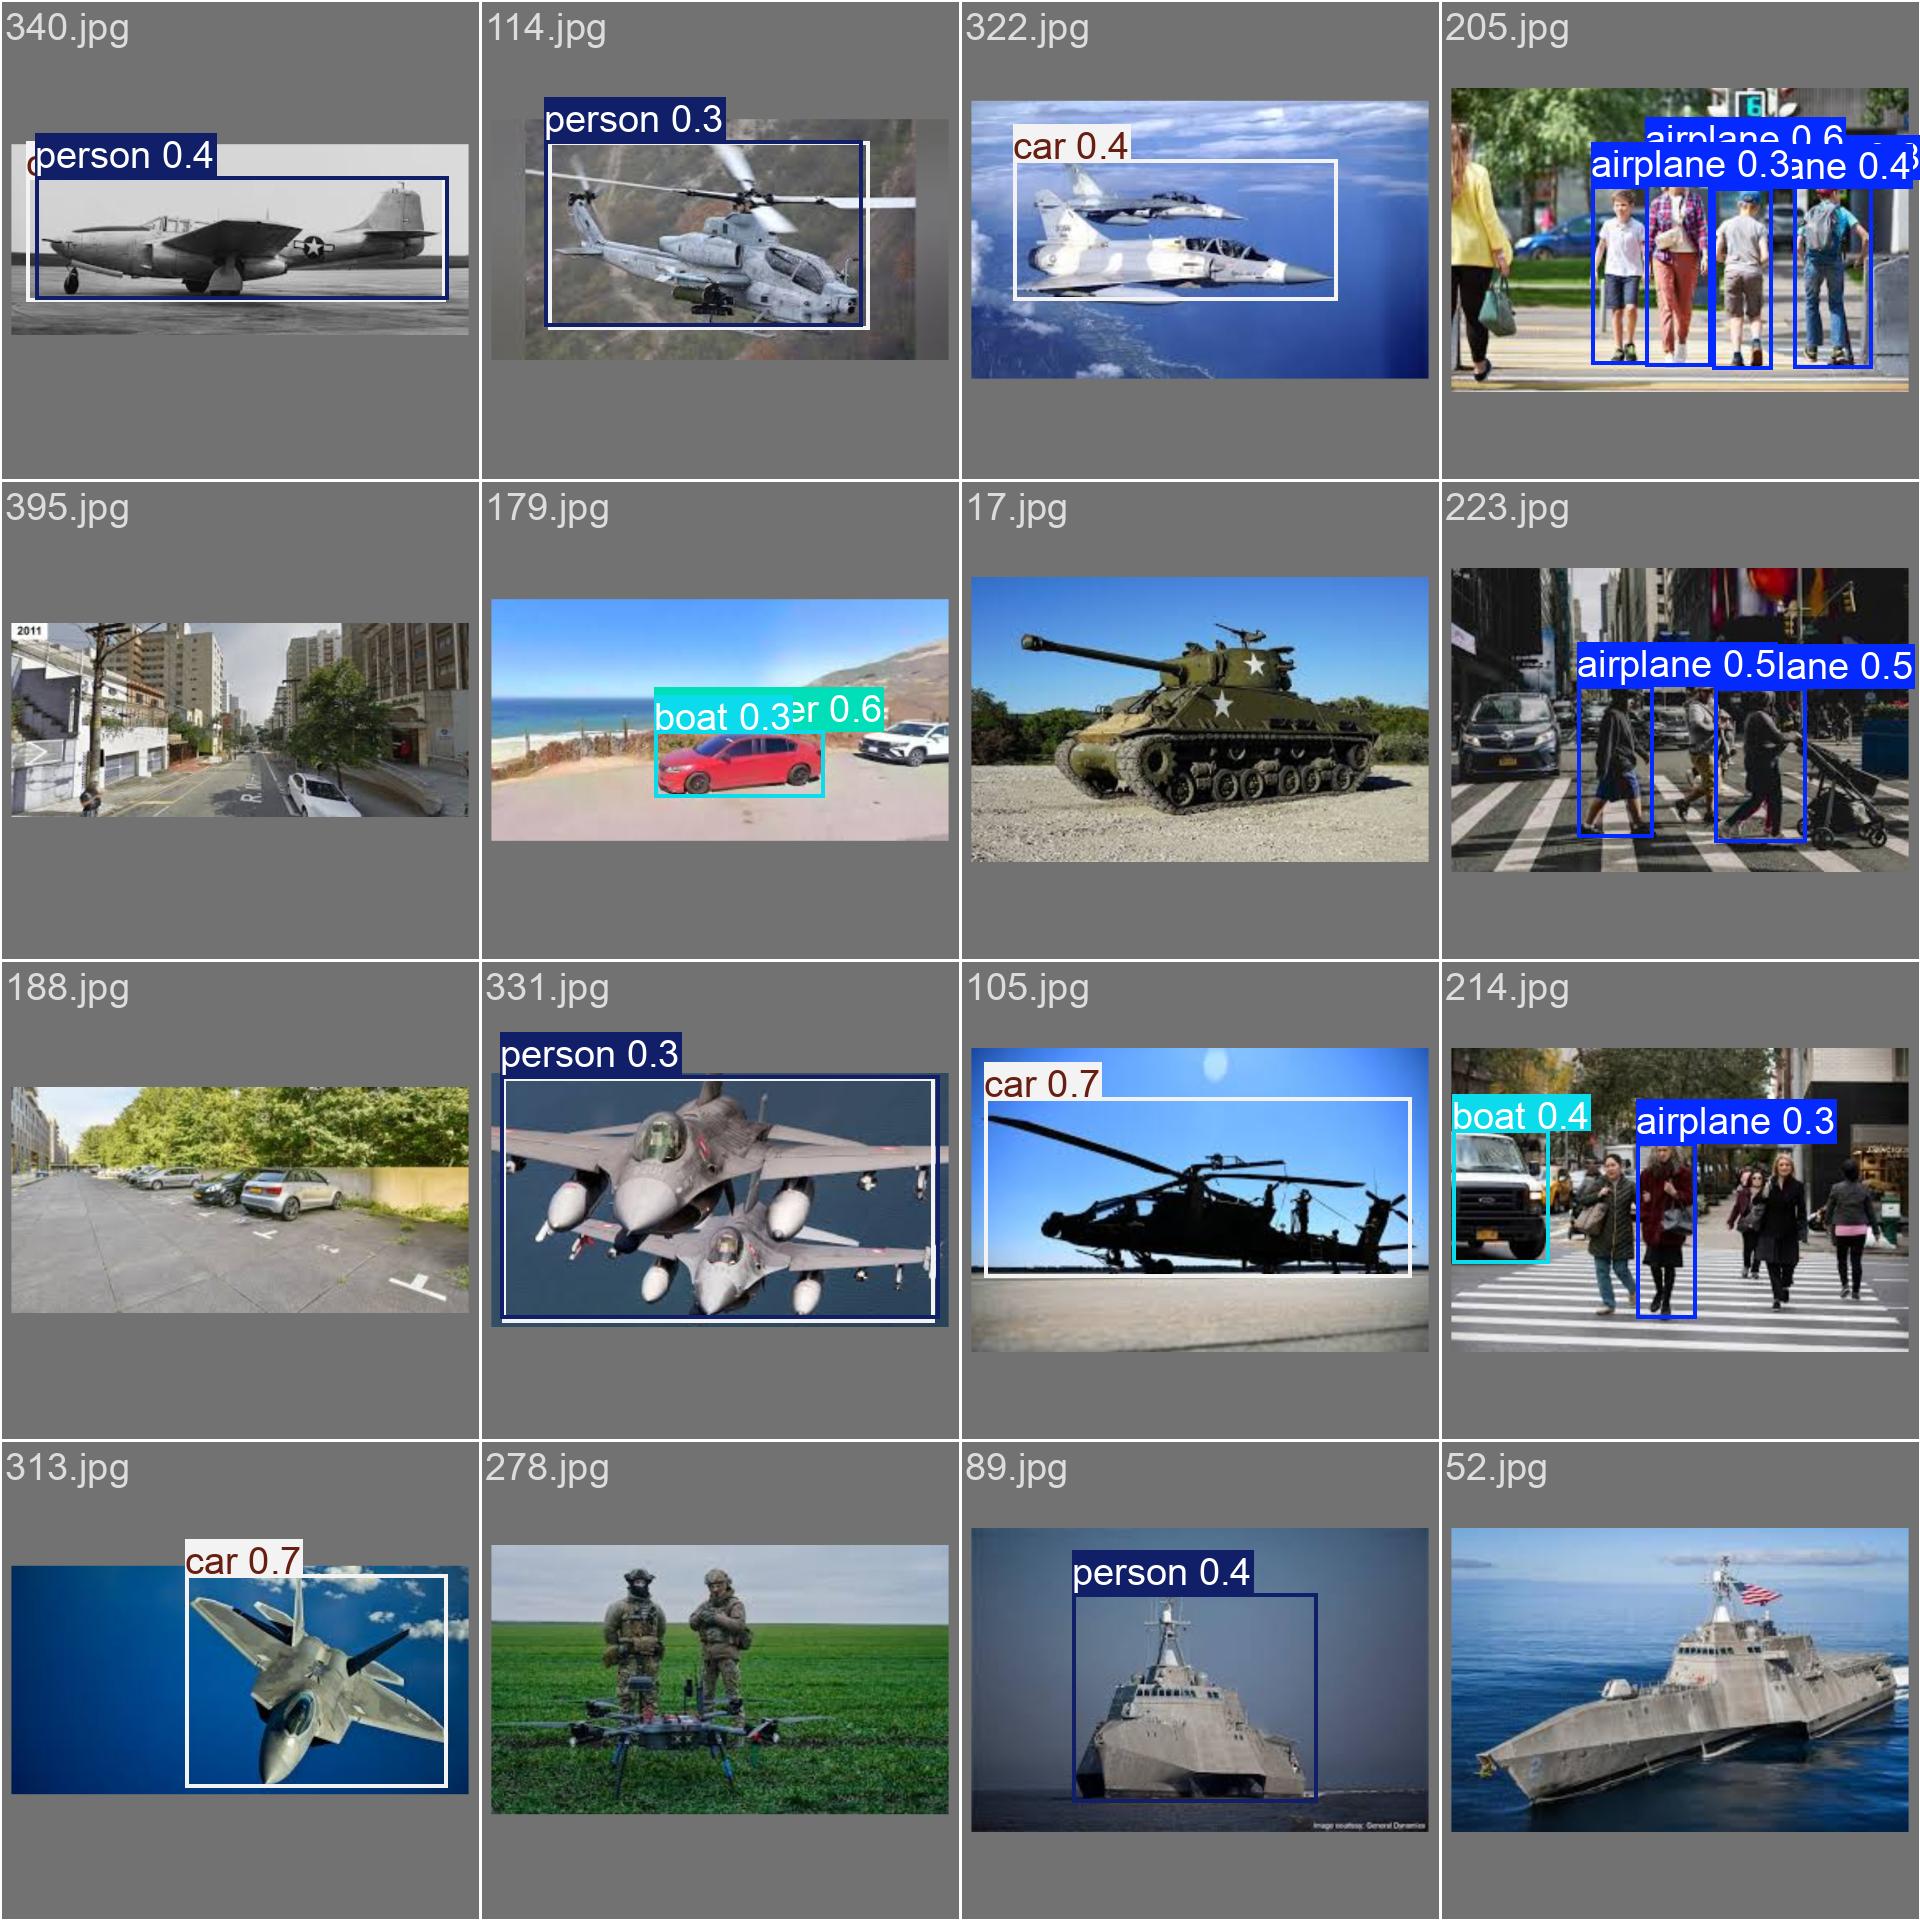 340.jpg
114.jpg
322.jpg
205.jpg
person 0.4
person 0.3
car 0.4
airplane 0.6
airplane 0.3
ane 0.4
6
395.jpg
179.jpg
17.jpg
223.jpg
2011
boat 0.3
er 0.6
airplane 0.5
lane 0.5
188.jpg
331.jpg
105.jpg
214.jpg
person 0.3
car 0.7
boat 0.4
airplane 0.3
313.jpg
278.jpg
89.jpg
52.jpg
car 0.7
person 0.4
Image courtesy: General Dynamics